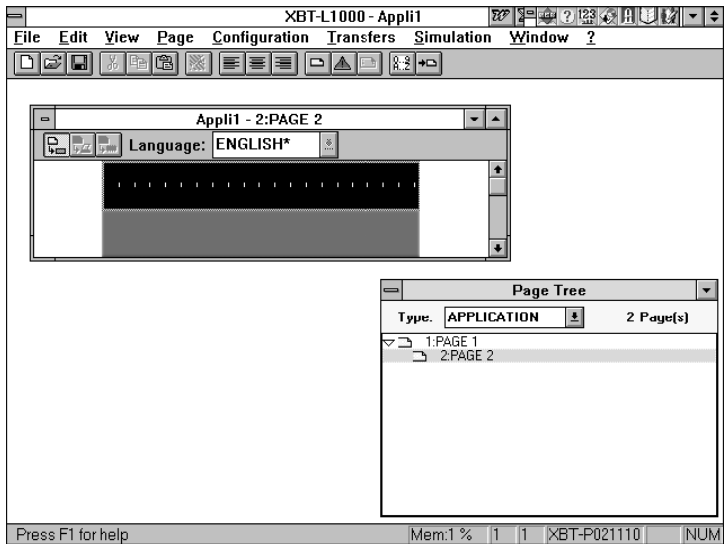 XBT-L1000 - Appli1
File Edit View Page Configuration Transfers Simulation Window ?
Appli1 - 2:PAGE 2
Language: ENGLISH*
Page Tree
Type. APPLICATION 2 Page(s)
1:PAGE 1
2:PAGE 2
Press F1 for help Mem:1 % 1 1 XBT-P021110 NUM